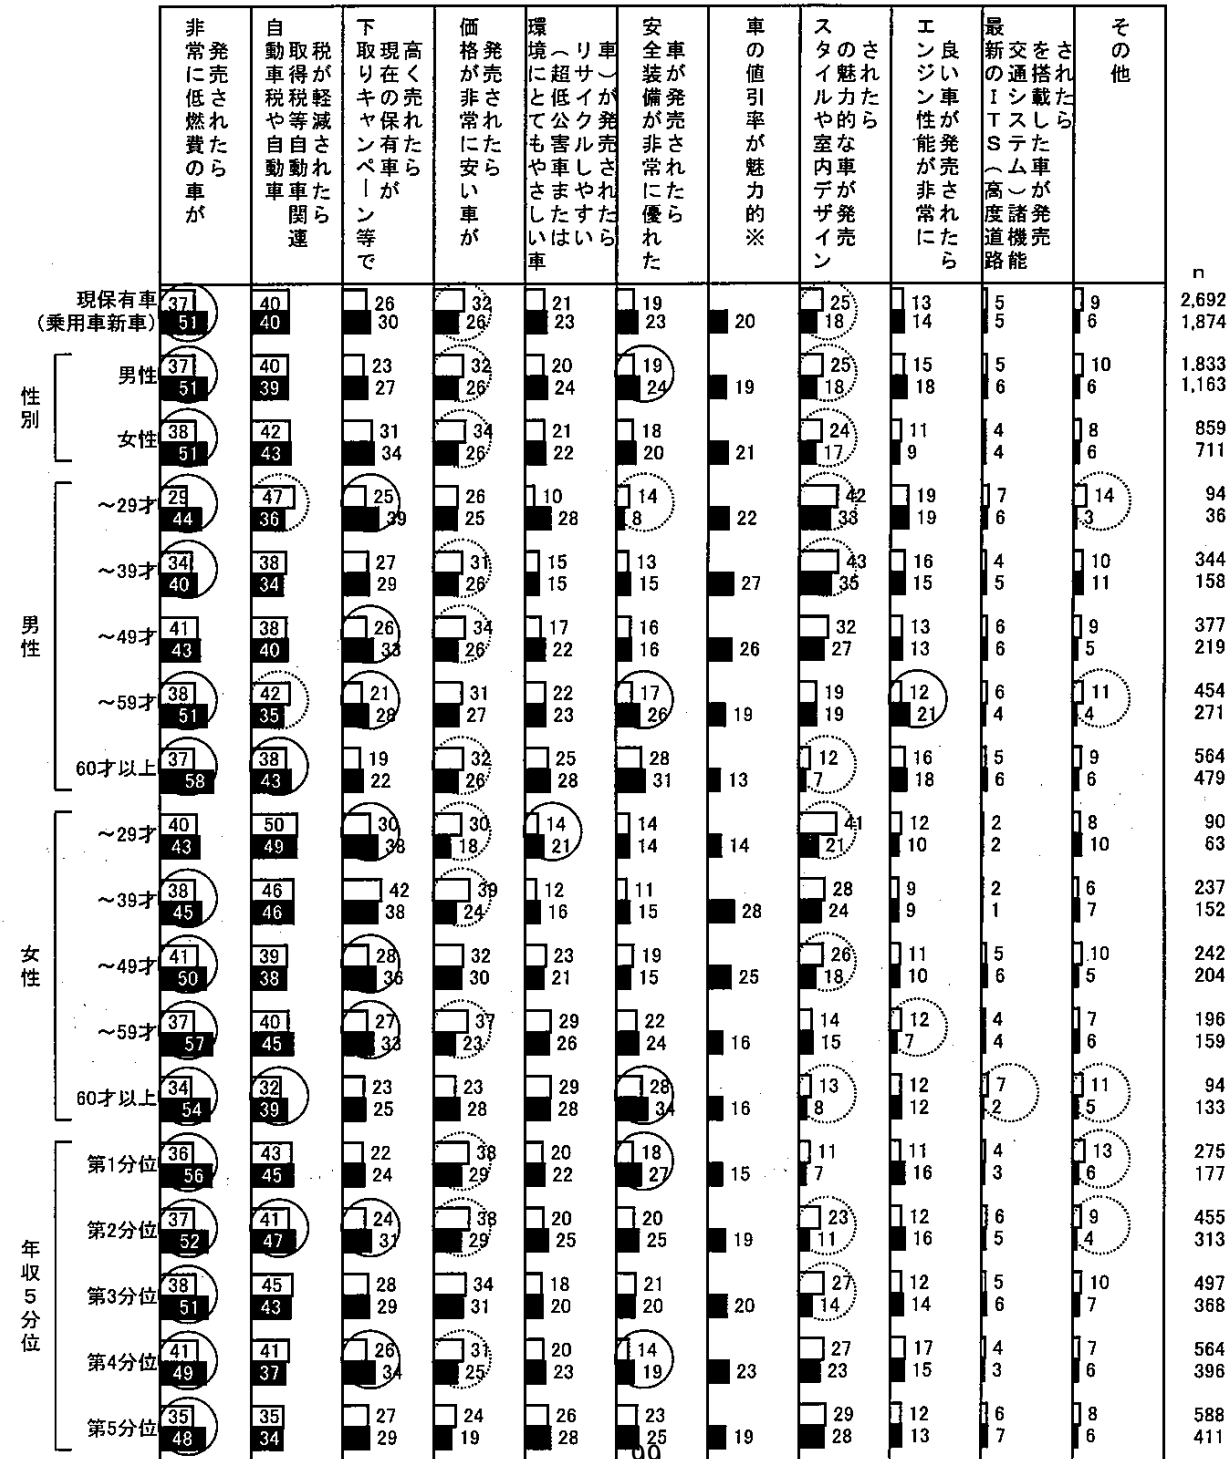 非常に低燃費の車が
発売されたら
自動車税や自動車
取得税等自動車関連
税が軽減されたら
下取りキャンペーン等で
現在の保有車が
高く売れたら
価格が非常に安い車が
発売されたら
環境にとてもやさしい車
（超低公害車または
リサイクルしやすい
車）が発売されたら
安全装備が非常に優れた
車が発売されたら
車の値引率が魅力的※
スタイルや室内デザイン
の魅力的な車が発売
されたら
エンジン性能が非常に
良い車が発売されたら
最新のＩＴＳ（高度道路
交通システム）諸機能
を搭載した車が発売
されたら
その他
n
現保有車 37 40 26 32 21 19 25 13 5 9 2,692
（乗用車新車） 51 40 30 26 23 23 20 18 14 5 6 1,874
性別
男性 37 40 23 32 20 19 25 15 5 10 1.833
51 39 27 26 24 24 19 18 18 6 6 1,163
女性 38 42 31 34 21 18 24 11 4 8 859
51 43 34 26 22 20 21 17 9 4 6 711
男性
～29才 29 47 25 26 10 14 42 19 7 14 94
44 36 39 25 28 8 22 33 19 6 3 36
～39才 34 38 27 31 15 13 43 16 4 10 344
40 34 29 26 15 15 27 35 15 5 11 158
～49才 41 38 26 34 17 16 32 13 6 9 377
43 40 33 26 22 16 26 27 13 6 5 219
～59才 38 42 21 31 22 17 19 12 6 11 454
51 35 28 27 23 26 19 19 21 4 4 271
60才以上 37 38 19 32 25 28 12 16 5 9 564
58 43 22 26 28 31 13 7 18 6 6 479
女性
～29才 40 50 30 30 14 14 41 12 2 8 90
43 49 38 18 21 14 14 21 10 2 10 63
～39才 38 46 42 39 12 11 28 9 2 6 237
45 46 38 24 16 15 28 24 9 1 7 152
～49才 41 39 28 32 23 19 26 11 5 10 242
50 38 36 30 21 15 25 18 10 6 5 204
～59才 37 40 27 37 29 22 14 12 4 7 196
57 45 33 23 26 24 16 15 7 4 6 159
60才以上 34 32 23 23 29 28 13 12 7 11 94
54 39 25 28 28 34 16 8 12 2 5 133
年収５分位
第1分位 36 43 22 38 20 18 11 11 4 13 275
56 45 24 29 22 27 15 7 16 3 6 177
第2分位 37 41 24 38 20 20 23 12 6 9 455
52 47 31 29 25 25 19 11 16 5 4 313
第3分位 38 45 28 34 18 21 27 12 5 10 497
51 43 29 31 20 20 20 14 14 6 7 368
第4分位 41 41 26 31 20 14 27 17 4 7 564
49 37 34 25 23 19 23 23 15 3 6 396
第5分位 35 35 27 24 26 23 29 12 6 8 588
48 34 29 19 28 25 19 28 13 7 6 411